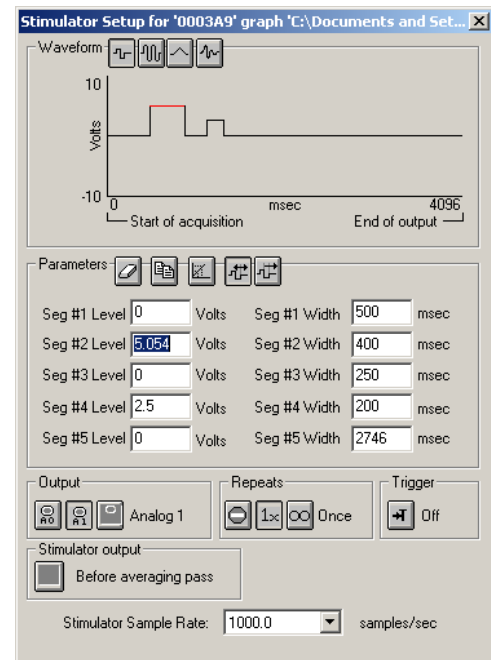 Stimulator Setup for '0003A9' graph 'C:\Documents and Set...
Waveform
10
Volts
-10
0 msec 4096
Start of acquisition End of output
Parameters
Seg #1 Level 0 Volts Seg #1 Width 500 msec
Seg #2 Level 5.054 Volts Seg #2 Width 400 msec
Seg #3 Level 0 Volts Seg #3 Width 250 msec
Seg #4 Level 2.5 Volts Seg #4 Width 200 msec
Seg #5 Level 0 Volts Seg #5 Width 2746 msec
Output Repeats Trigger
A0 A1 Analog 1 1x Once Off
Stimulator output
Before averaging pass
Stimulator Sample Rate: 1000.0 samples/sec